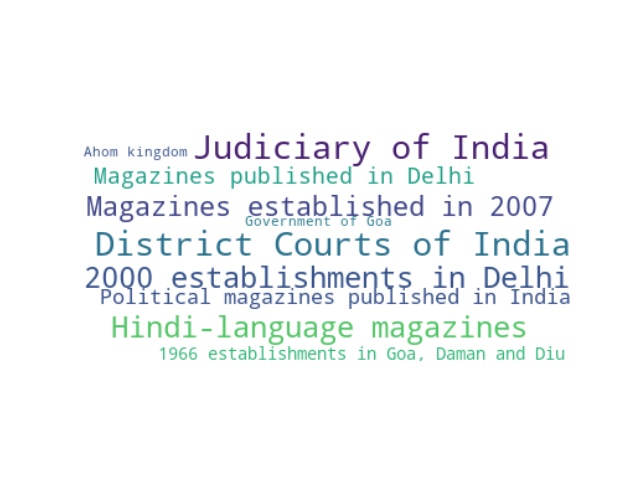 Ahom kingdom Judiciary of India
Magazines published in Delhi
Magazines established in 2007
Government of Goa
District Courts of India
2000 establishments in Delhi
Political magazines published in India
Hindi-language magazines
1966 establishments in Goa, Daman and Diu